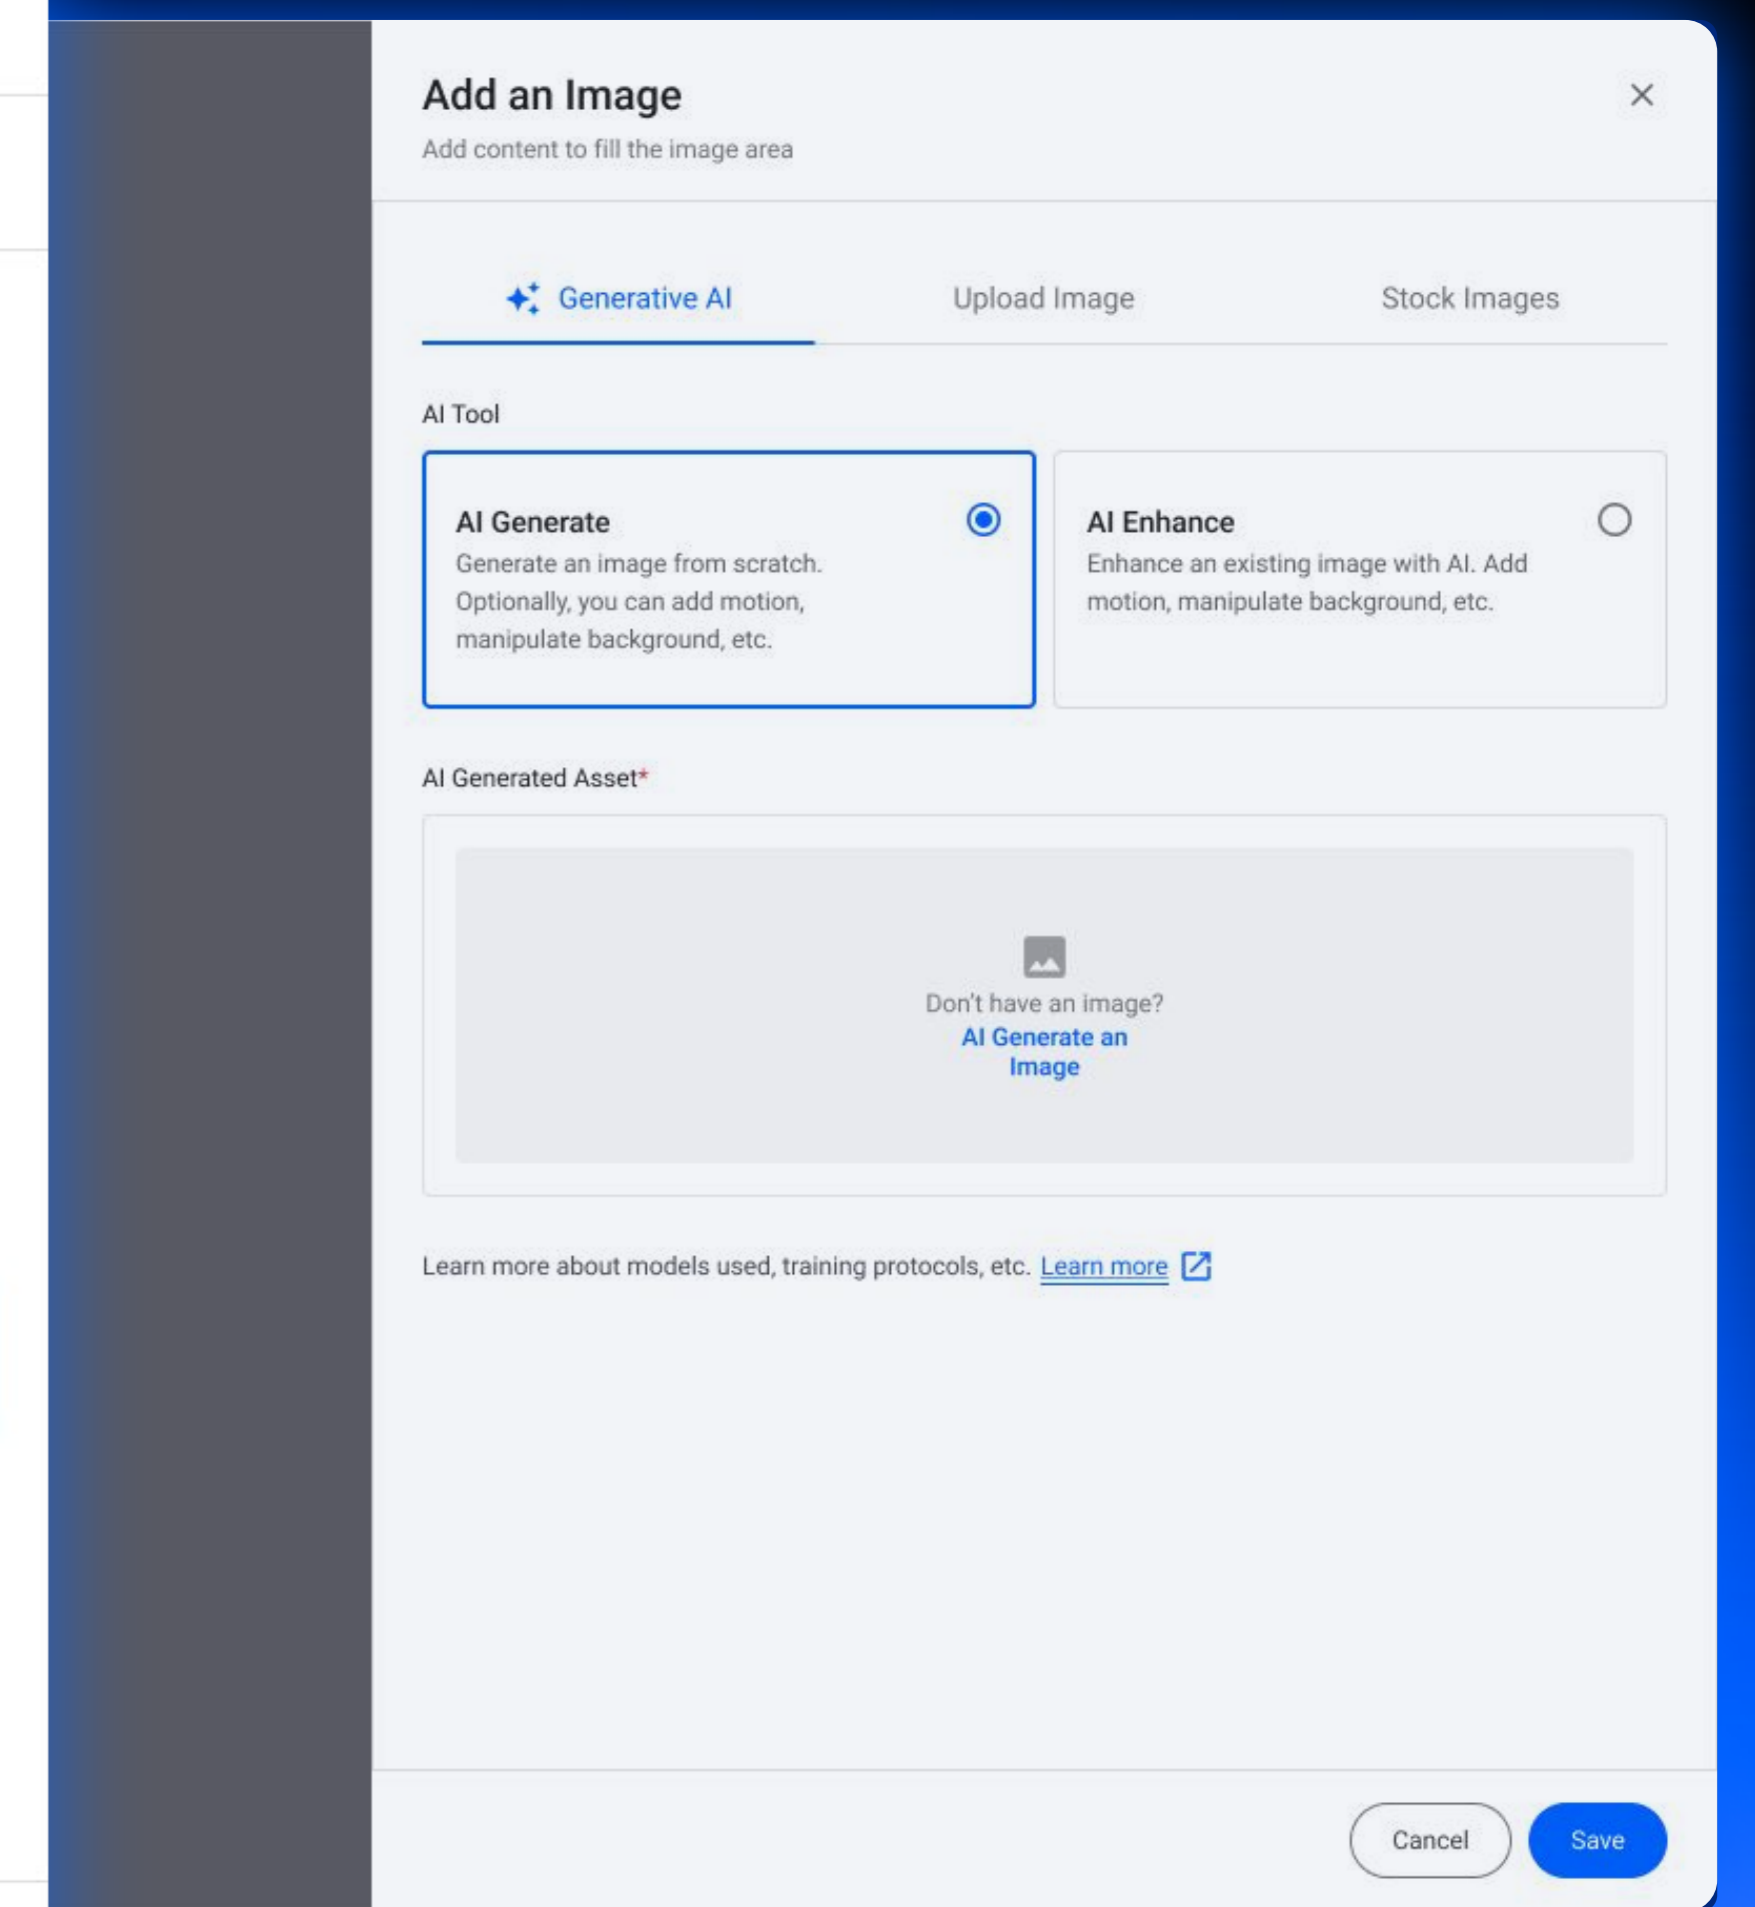 Add an Image
Add content to fill the image area
Generative AI
Upload Image
Stock Images
AI Tool
AI Generate
Generate an image from scratch.
Optionally, you can add motion,
manipulate background, etc.
AI Enhance
Enhance an existing image with AI. Add
motion, manipulate background, etc.
AI Generated Asset*
Don't have an image?
AI Generate an
Image
Learn more about models used, training protocols, etc. Learn more
Cancel
Save